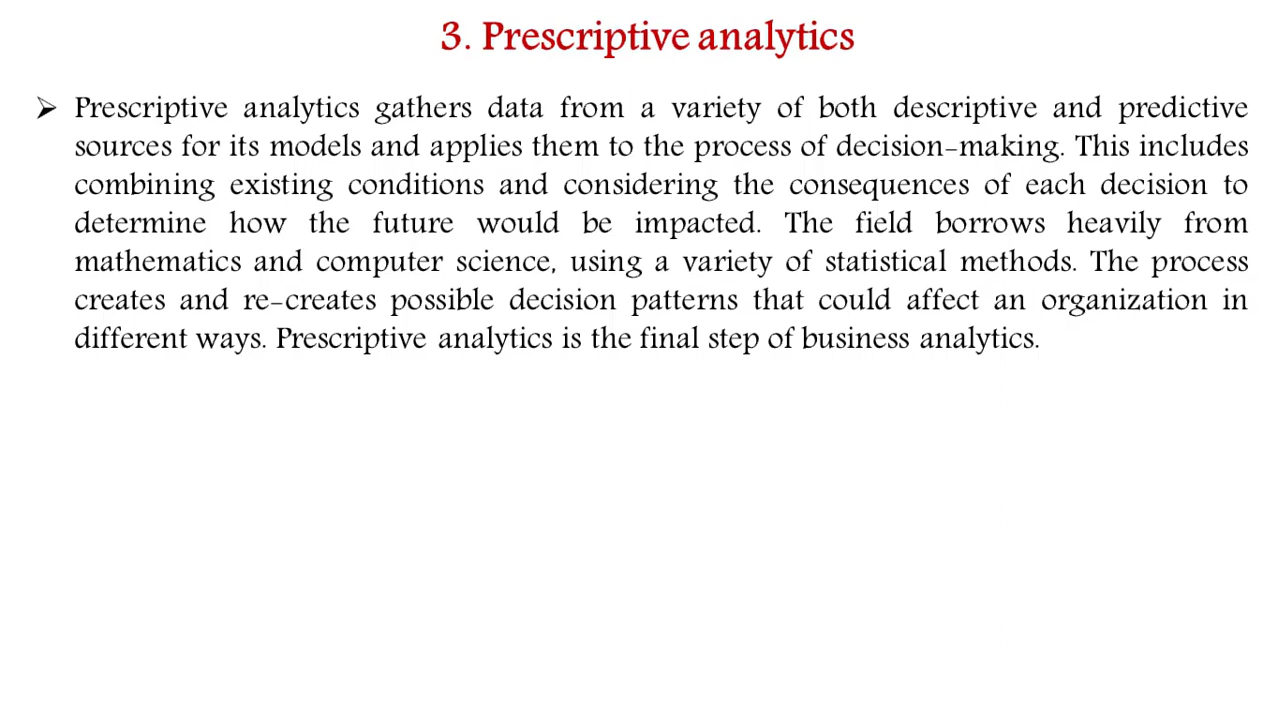 3. Prescriptive analytics
➢ Prescriptive analytics gathers data from a variety of both descriptive and predictive
sources for its models and applies them to the process of decision-making. This includes
combining existing conditions and considering the consequences of each decision to
determine how the future would be impacted. The field borrows heavily from
mathematics and computer science, using a variety of statistical methods. The process
creates and re-creates possible decision patterns that could affect an organization in
different ways. Prescriptive analytics is the final step of business analytics.